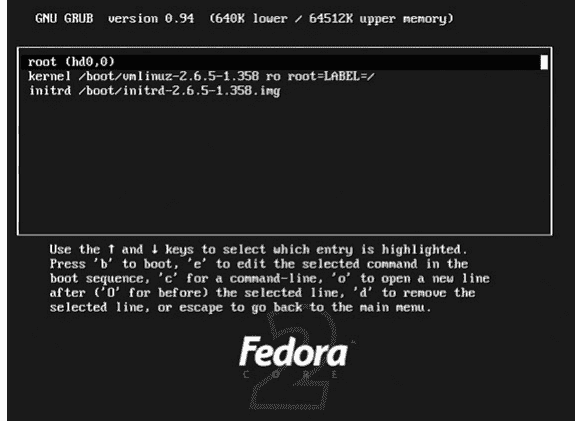 GNU GRUB version 0.94 (640K lower / 64512K upper memory)
root (hd0,0)
kernel /boot/vmlinuz-2.6.5-1.358 ro root=LABEL=/
initrd /boot/initrd-2.6.5-1.358.img
Use the ↑ and ↓ keys to select which entry is highlighted.
Press 'b' to boot, 'e' to edit the selected command in the
boot sequence, 'c' for a command-line, 'o' to open a new line
after ('O' for before) the selected line, 'd' to remove the
selected line, or escape to go back to the main menu.
Fedora™
CORE
2